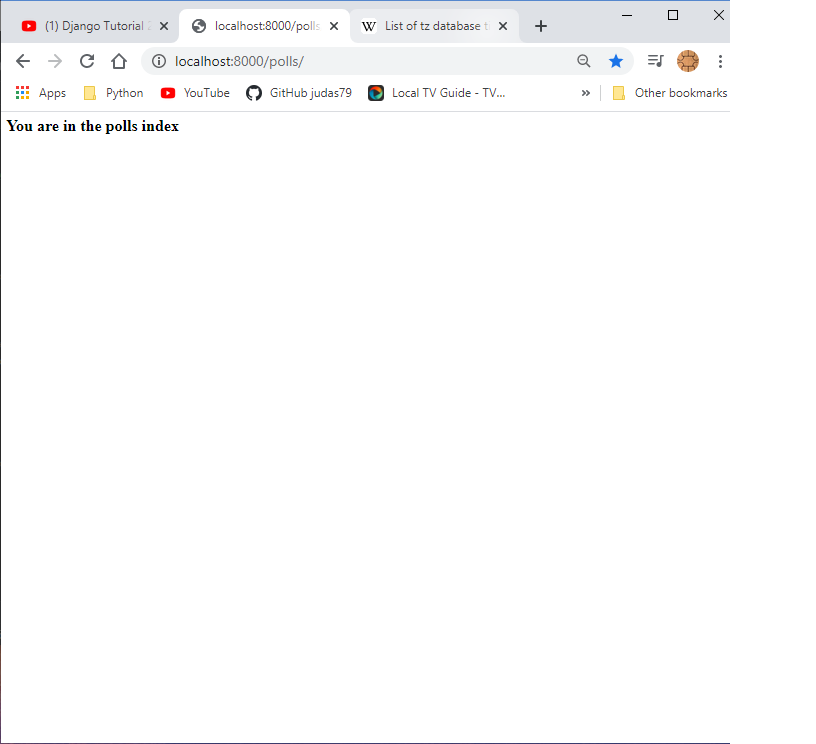 (1) Django Tutorial
localhost:8000/polls
List of tz database
localhost:8000/polls/
Apps Python YouTube GitHub judas79 Local TV Guide - TV... » Other bookmarks
You are in the polls index